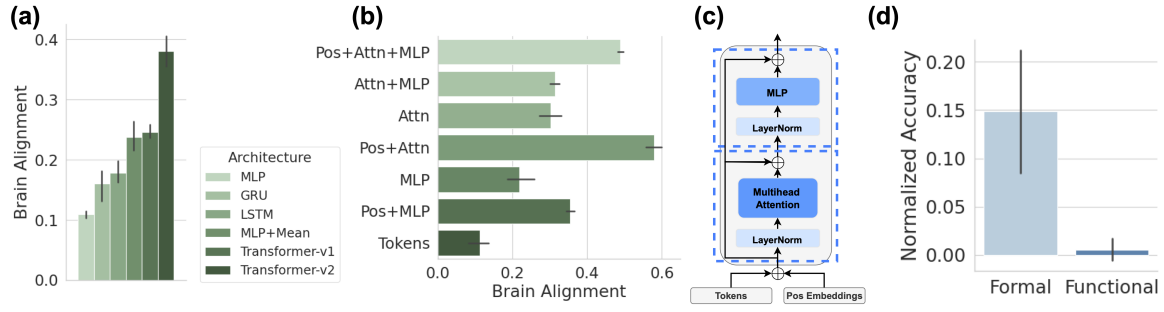 (a)
Brain Alignment
0.4
0.3
0.2
0.1
0.0
Architecture
MLP
GRU
LSTM
MLP+Mean
Transformer-v1
Transformer-v2
(b)
Pos+Attn+MLP
Attn+MLP
Attn
Pos+Attn
MLP
Pos+MLP
Tokens
0.0 0.2 0.4 0.6
Brain Alignment
(c)
MLP
LayerNorm
Multihead
Attention
LayerNorm
Tokens
Pos Embeddings
(d)
Normalized Accuracy
0.20
0.15
0.10
0.05
0.00
Formal Functional